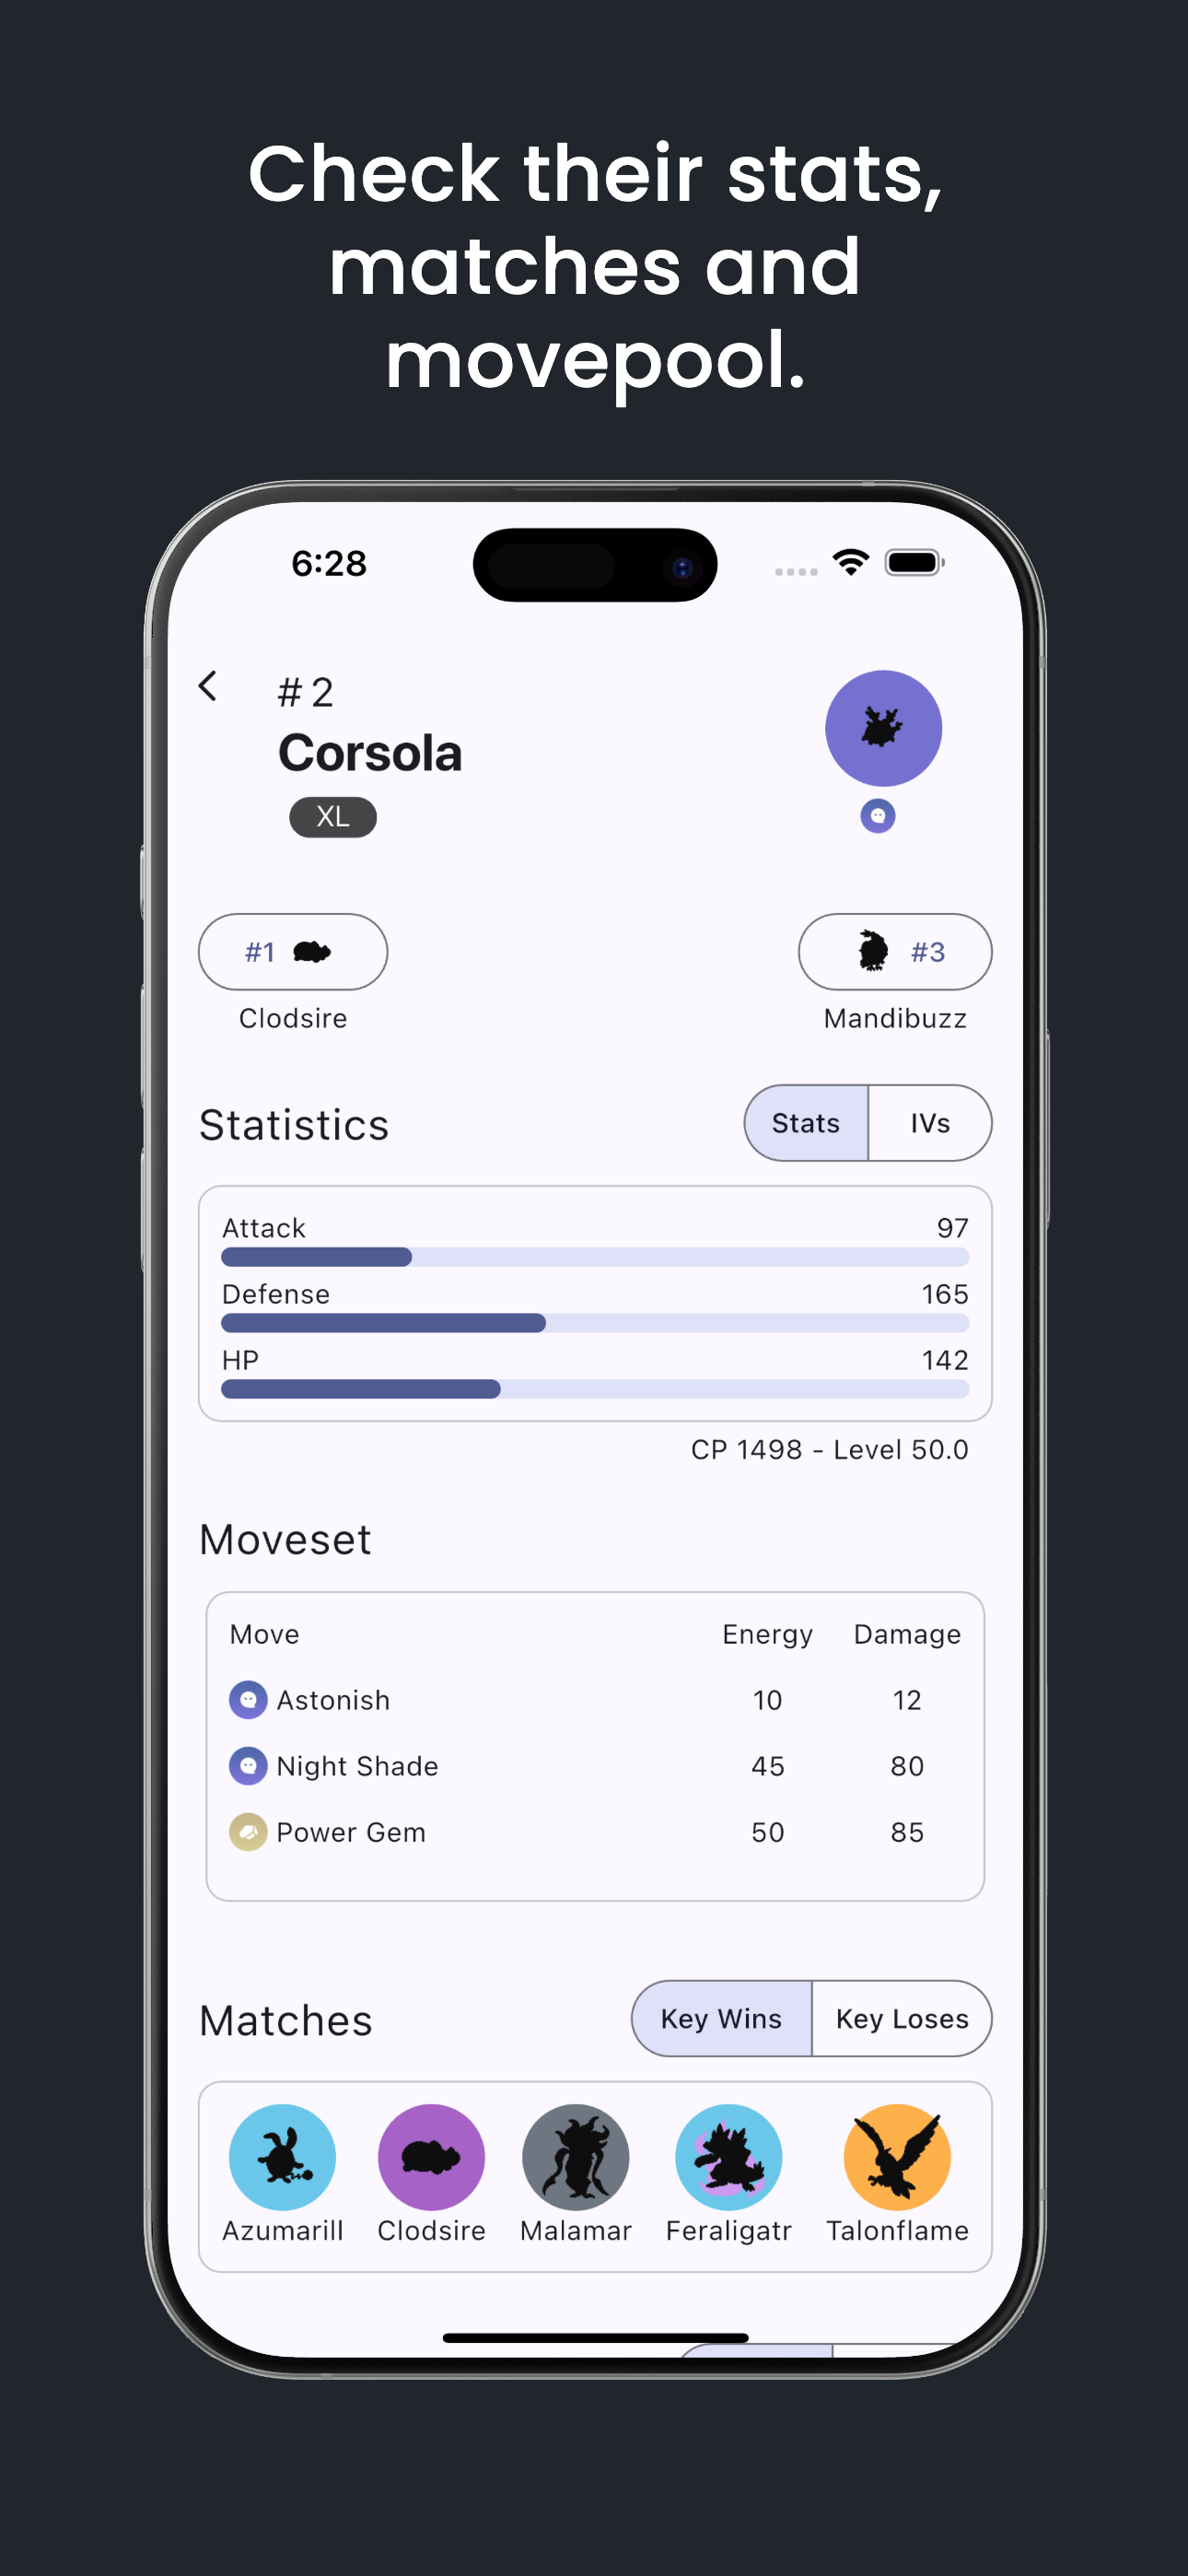 Check their stats,
matches and
movepool.
6:28
# 2
Corsola
XL
#1
#3
Clodsire
Mandibuzz
Statistics
Stats
IVs
Attack 97
Defense 165
HP 142
CP 1498 - Level 50.0
Moveset
Move Energy Damage
Astonish 10 12
Night Shade 45 80
Power Gem 50 85
Matches
Key Wins
Key Loses
Azumarill Clodsire Malamar Feraligatr Talonflame